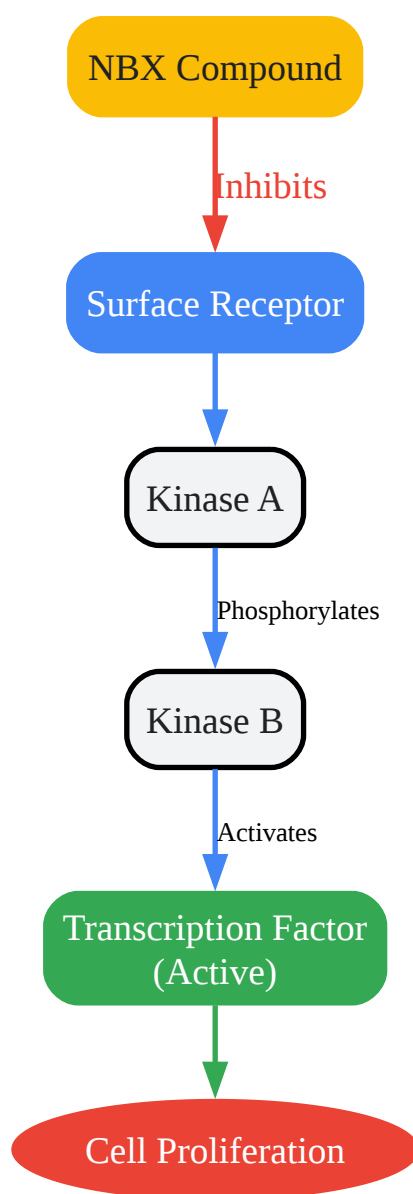 NBX Compound
Inhibits
Surface Receptor
Kinase A
Phosphorylates
Kinase B
Activates
Transcription Factor
(Active)
Cell Proliferation